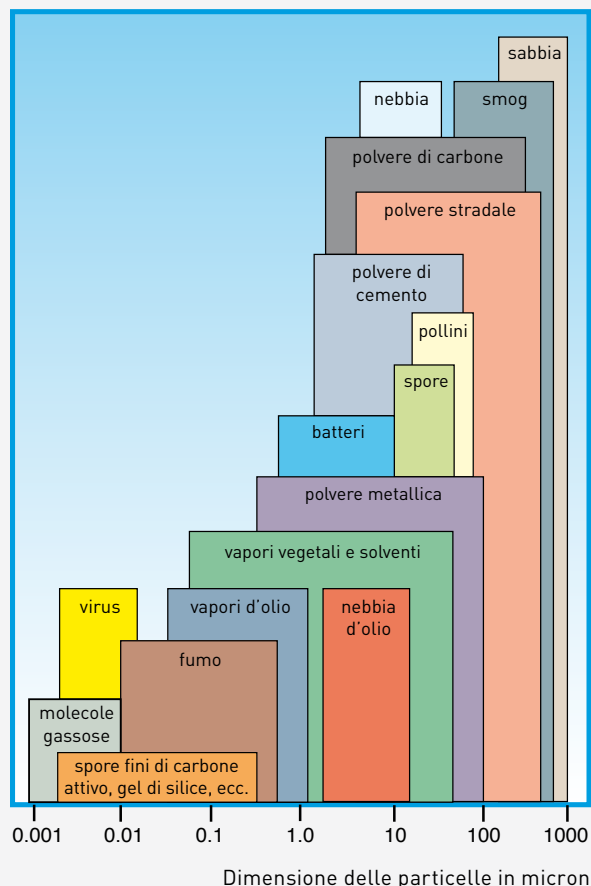 sabbia
nebbia
smog
polvere di carbone
polvere stradale
polvere di
cemento
pollini
spore
batteri
polvere metallica
vapori vegetali e solventi
virus
vapori d'olio
nebbia
d'olio
fumo
molecole
gassose
spore fini di carbone
attivo, gel di silice, ecc.
0.001 0.01 0.1 1.0 10 100 1000
Dimensione delle particelle in micron